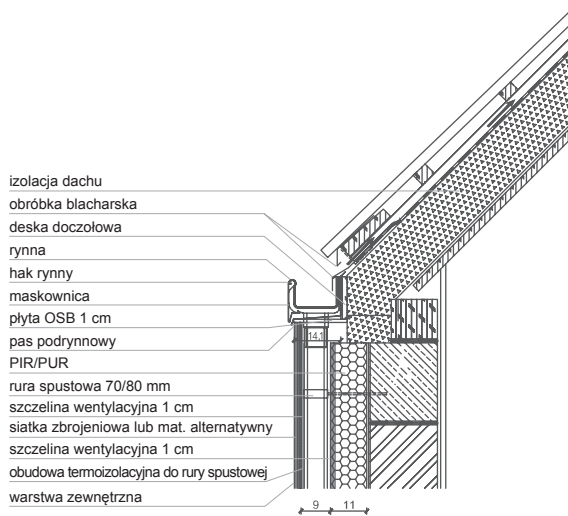 izolacja dachu
obróbka blacharska
deska doczołowa
rynna
hak rynny
maskownica
płyta OSB 1 cm
pas podrynnowy
PIR/PUR
rura spustowa 70/80 mm
szczelina wentylacyjna 1 cm
siatka zbrojeniowa lub mat. alternatywny
szczelina wentylacyjna 1 cm
obudowa termoizolacyjna do rury spustowej
warstwa zewnętrzna
14,1
9 11